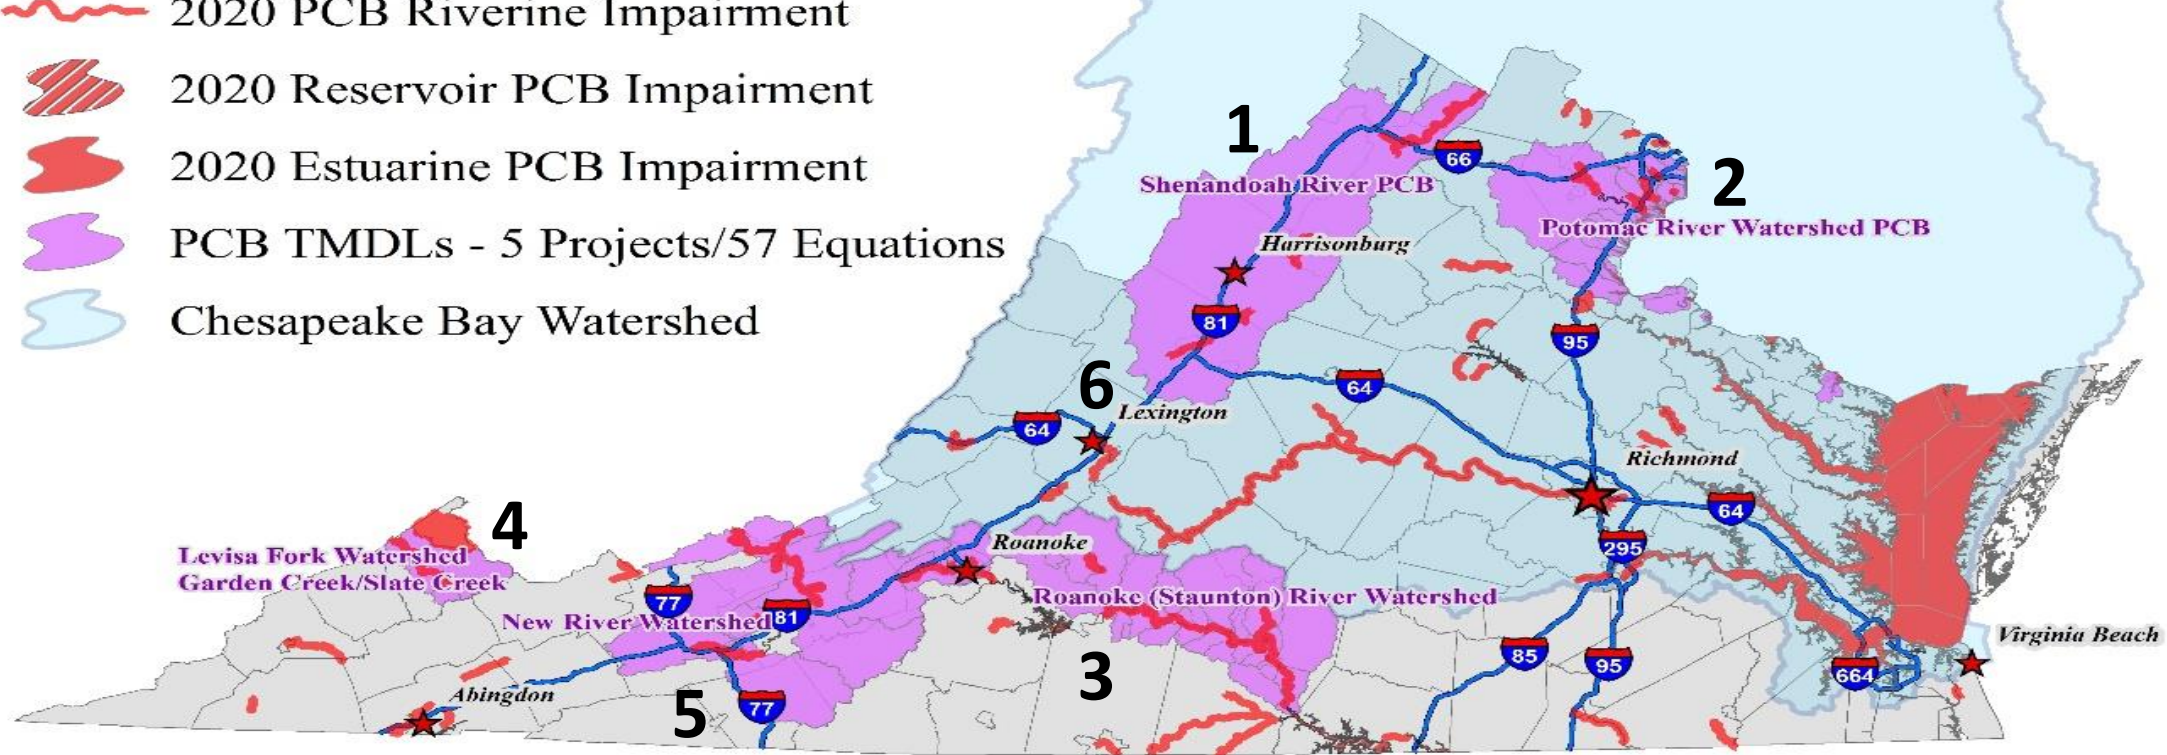 2020 PCB Riverine Impairment
2020 Reservoir PCB Impairment
2020 Estuarine PCB Impairment
PCB TMDLs - 5 Projects/57 Equations
Chesapeake Bay Watershed
1
66
2
Shenandoah River PCB
Potomac River Watershed PCB
Harrisonburg
81
95
6
64
Lexington
64
Richmond
64
4
Roanoke
295
Levisa Fork Watershed
Garden Creek/Slate Creek
77
Roanoke (Staunton) River Watershed
New River Watershed
81
Virginia Beach
85
95
664
3
Abingdon
5
77